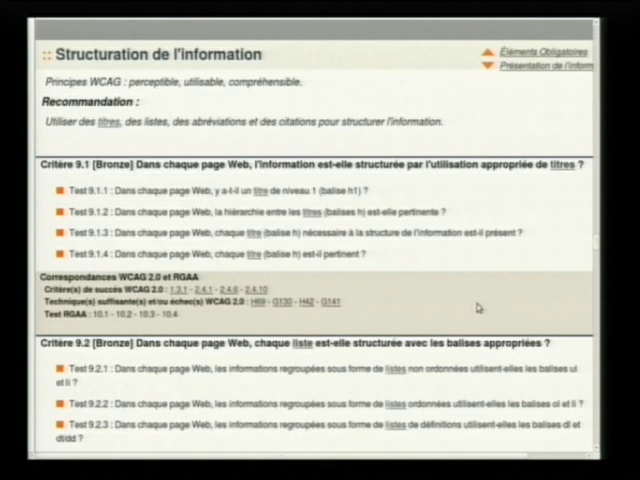 :: Structuration de l'information
Éléments Obligatoires
Présentation de l'inform
Principes WCAG : perceptible, utilisable, compréhensible.
Recommandation :
Utiliser des titres, des listes, des abréviations et des citations pour structurer l'information.
Critère 9.1 [Bronze] Dans chaque page Web, l'information est-elle structurée par l'utilisation appropriée de titres ?
Test 9.1.1 : Dans chaque page Web, y a-t-il un titre de niveau 1 (balise h1) ?
Test 9.1.2 : Dans chaque page Web, la hiérarchie entre les titres (balises h) est-elle pertinente ?
Test 9.1.3 : Dans chaque page Web, chaque titre (balise h) nécessaire à la structure de l'information est-il présent ?
Test 9.1.4 : Dans chaque page Web, chaque titre (balise h) est-il pertinent ?
Correspondances WCAG 2.0 et RGAA
Critère(s) de succès WCAG 2.0 : 1.3.1 - 2.4.1 - 2.4.6 - 2.4.10
Technique(s) suffisante(s) et/ou échec(s) WCAG 2.0 : H69 - G130 - H42 - G141
Test RGAA : 10.1 - 10.2 - 10.3 - 10.4
Critère 9.2 [Bronze] Dans chaque page Web, chaque liste est-elle structurée avec les balises appropriées ?
Test 9.2.1 : Dans chaque page Web, les informations regroupées sous forme de listes non ordonnées utilisent-elles les balises ul
et li ?
Test 9.2.2 : Dans chaque page Web, les informations regroupées sous forme de listes ordonnées utilisent-elles les balises ol et li ?
Test 9.2.3 : Dans chaque page Web, les informations regroupées sous forme de listes de définitions utilisent-elles les balises dl et
dt/dd ?